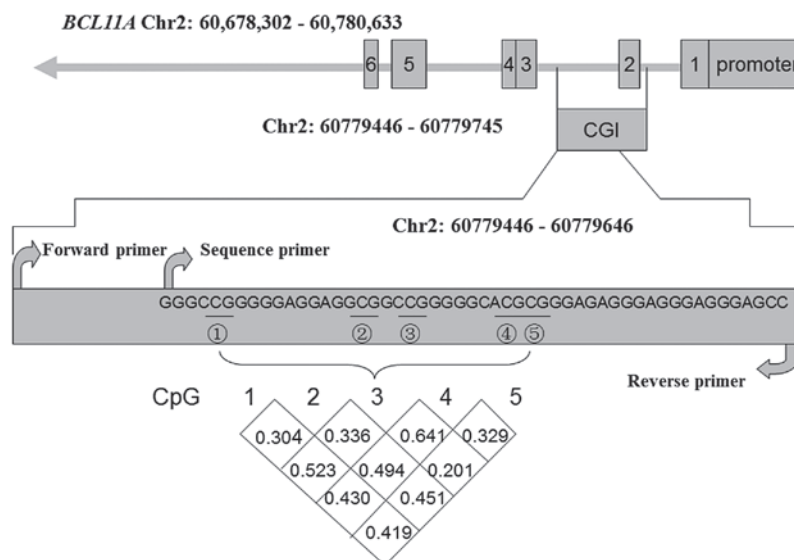 BCL11A Chr2: 60,678,302 - 60,780,633
6 5 4 3 2 1 promoter
Chr2: 60779446 - 60779745
CGI
Chr2: 60779446 - 60779646
Forward primer
Sequence primer
GGGCCGGGGGAGGAGGCGGCCGGGGGCACGCGGGAGAGGGAGGGAGGGAGCC
① ② ③ ④ ⑤
Reverse primer
CpG 1 2 3 4 5
0.304 0.336 0.641 0.329
0.523 0.494 0.201
0.430 0.451
0.419